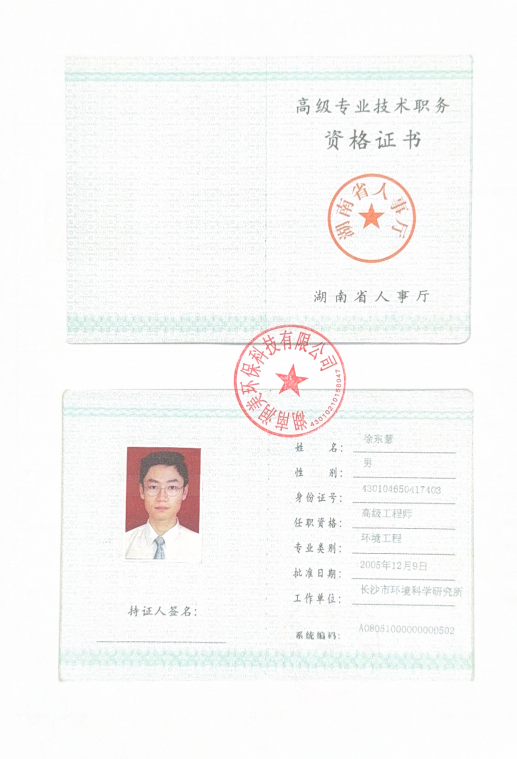 高级专业技术职务
资格证书
湖南省人事厅
湖南省人事厅
湖南润美环保科技有限公司
43010210158047
姓 名： 徐东慧
性 别： 男
身份证号： 430104650417403
任职资格： 高级工程师
专业类别： 环境工程
批准日期： 2005年12月9日
工作单位： 长沙市环境科学研究所
持证人签名：
系统编码： A08051000000000502